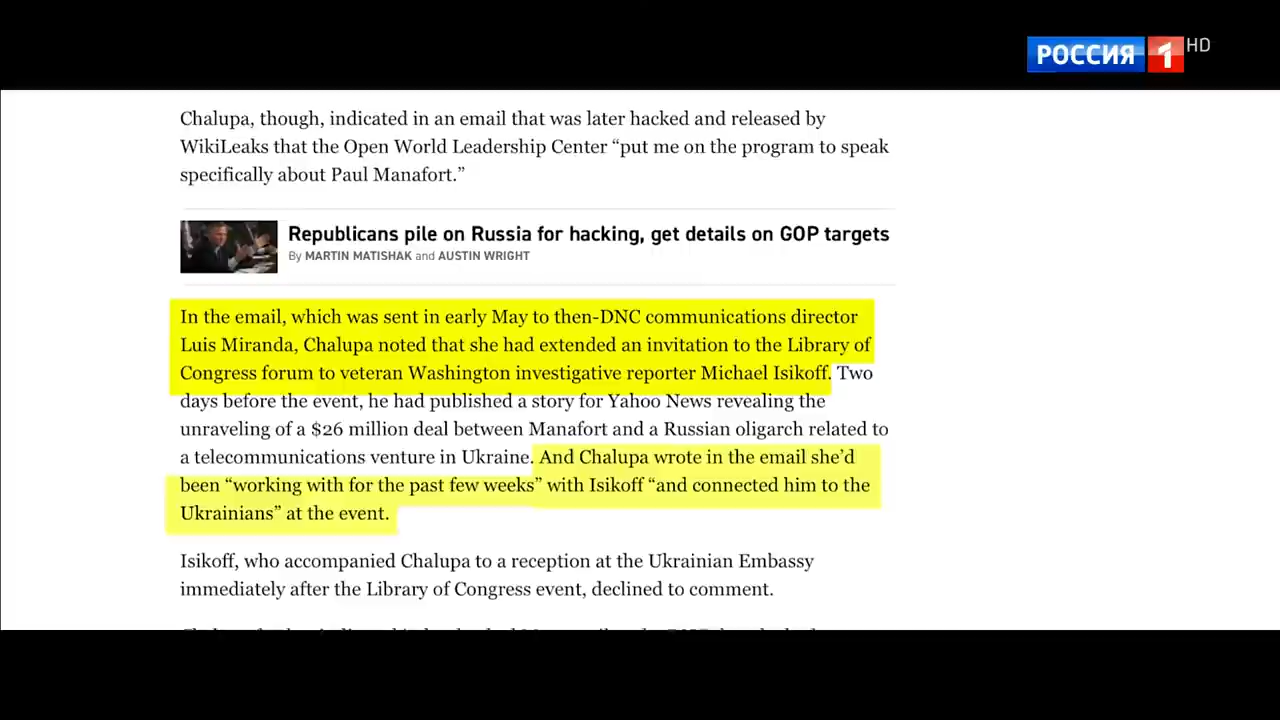 РОССИЯ 1 HD
Chalupa, though, indicated in an email that was later hacked and released by
WikiLeaks that the Open World Leadership Center “put me on the program to speak
specifically about Paul Manafort.”
Republicans pile on Russia for hacking, get details on GOP targets
By MARTIN MATISHAK and AUSTIN WRIGHT
In the email, which was sent in early May to then-DNC communications director
Luis Miranda, Chalupa noted that she had extended an invitation to the Library of
Congress forum to veteran Washington investigative reporter Michael Isikoff. Two
days before the event, he had published a story for Yahoo News revealing the
unraveling of a $26 million deal between Manafort and a Russian oligarch related to
a telecommunications venture in Ukraine. And Chalupa wrote in the email she’d
been “working with for the past few weeks” with Isikoff “and connected him to the
Ukrainians” at the event.
Isikoff, who accompanied Chalupa to a reception at the Ukrainian Embassy
immediately after the Library of Congress event, declined to comment.